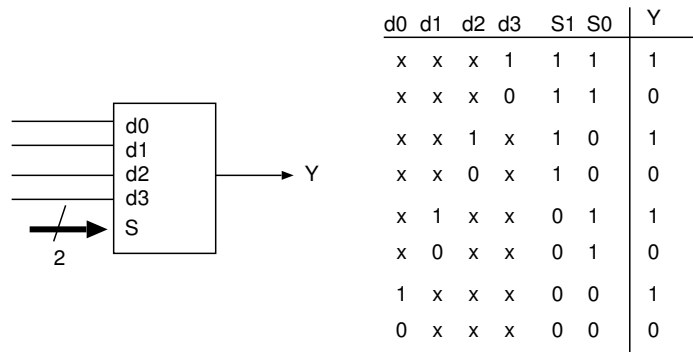 d0
d1
d2
d3
S
2
Y
d0 d1 d2 d3 S1 S0 Y
x x x 1 1 1 1
x x x 0 1 1 0
x x 1 x 1 0 1
x x 0 x 1 0 0
x 1 x x 0 1 1
x 0 x x 0 1 0
1 x x x 0 0 1
0 x x x 0 0 0